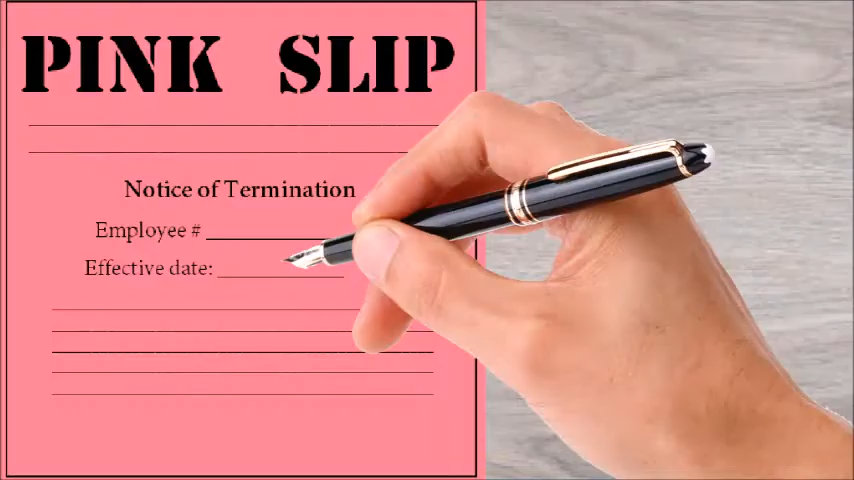 PINK SLIP
Notice of Termination
Employee #
Effective date: